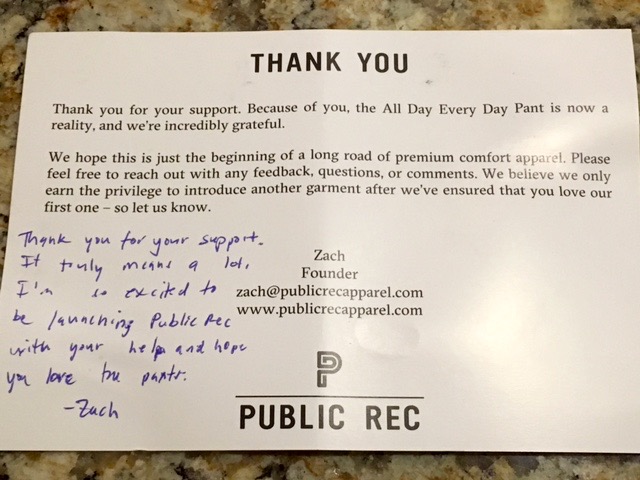 THANK YOU
Thank you for your support. Because of you, the All Day Every Day Pant is now a
reality, and we're incredibly grateful.
We hope this is just the beginning of a long road of premium comfort apparel. Please
feel free to reach out with any feedback, questions, or comments. We believe we only
earn the privilege to introduce another garment after we've ensured that you love our
first one – so let us know.
Thank you for your support.
It truly means a lot,
I'm so excited to
be launching Public Rec
with your help and hope
you love the pants.
-Zach
Zach
Founder
zach@publicrecapparel.com
www.publicrecapparel.com
P
PUBLIC REC